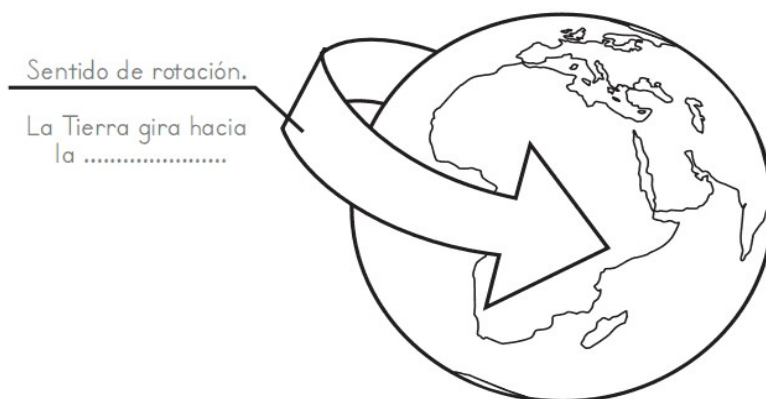 Sentido de rotación.
La Tierra gira hacia
la ......................